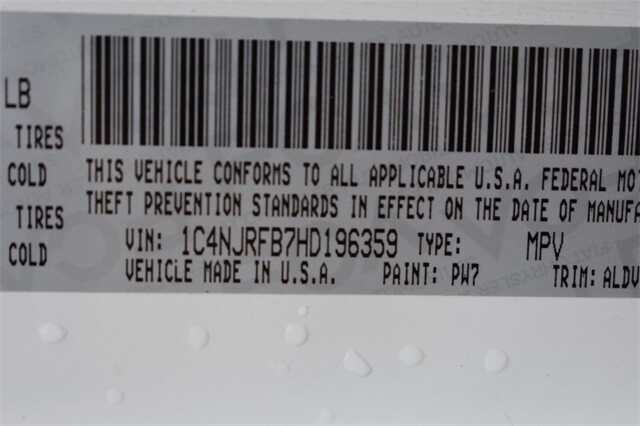 LB
TIRES
COLD THIS VEHICLE CONFORMS TO ALL APPLICABLE U.S.A. FEDERAL MOT
TIRES THEFT PREVENTION STANDARDS IN EFFECT ON THE DATE OF MANUFA
COLD VIN: 1C4NJRFB7HD196359 TYPE: MPV
VEHICLE MADE IN U.S.A. PAINT: PW7 TRIM: ALDV